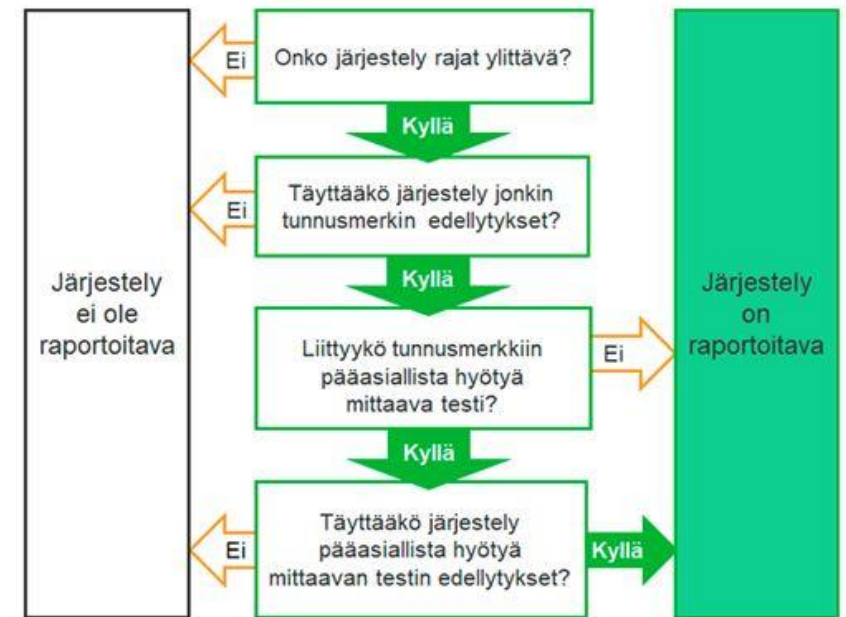 Ei
Onko järjestely rajat ylittävä?
Kyllä
Ei
Täyttääkö järjestely jonkin
tunnusmerkin edellytykset?
Kyllä
Järjestely
ei ole
raportoitava
Liittyykö tunnusmerkkiin
pääasiallista hyötyä
mittaava testi?
Ei
Järjestely
on
raportoitava
Kyllä
Ei
Täyttääkö järjestely
pääasiallista hyötyä
mittaavan testin edellytykset?
Kyllä